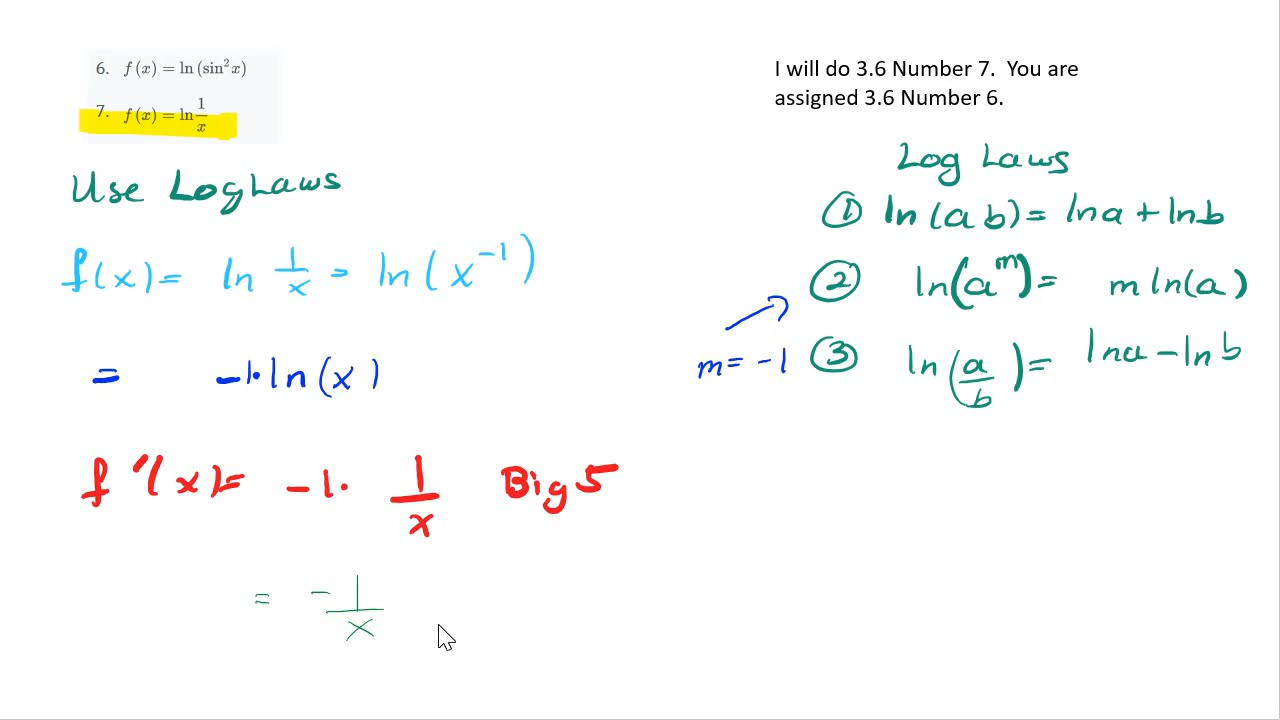 6. f(x) = ln(sin²x)
7. f(x) = ln 1/x
I will do 3.6 Number 7. You are
assigned 3.6 Number 6.
Use Log Laws
f(x) = ln 1/x = ln(x⁻¹)
= -1·ln(x)
f'(x) = -1· 1/x Big 5
= - 1/x
Log Laws
① ln(ab) = ln a + ln b
② ln(a^m) = m ln(a)
m = -1
③ ln(a/b) = ln a - ln b